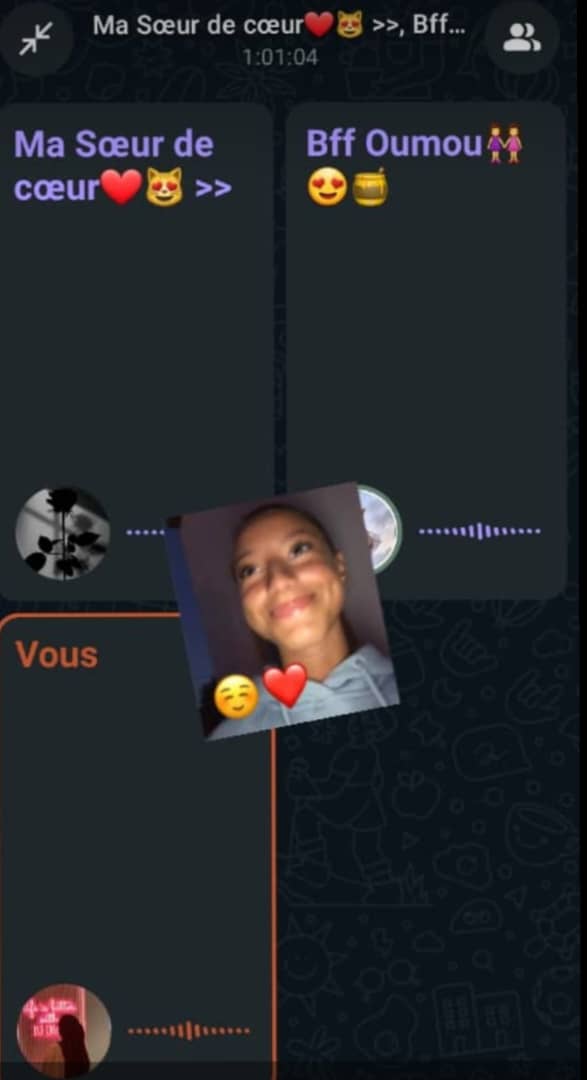 Ma Sœur de cœur❤️😻 >>, Bff...
1:01:04
Ma Sœur de
cœur❤️😻 >>
Bff Oumou👭
😍🍯
Vous